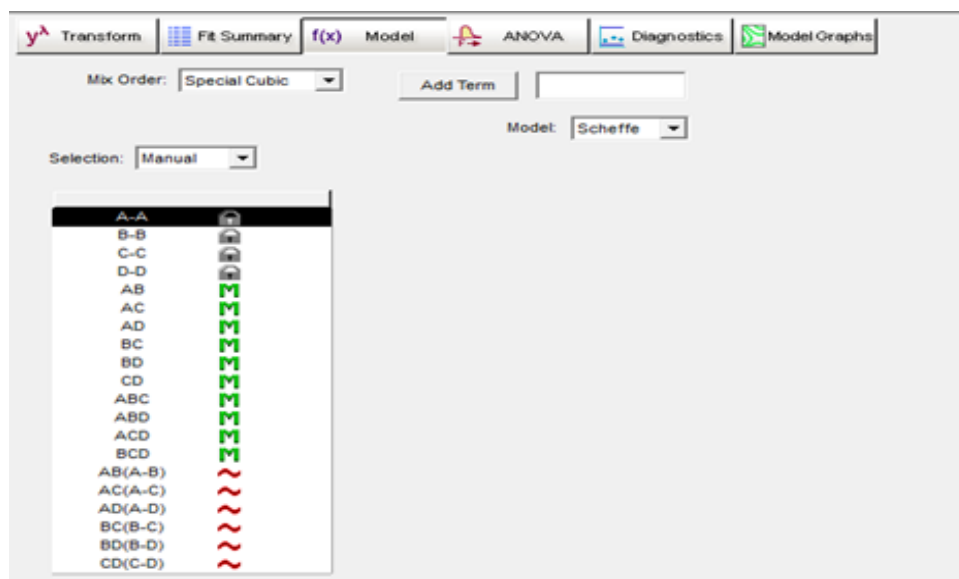 yλ Transform Fit Summary f(x) Model ANOVA Diagnostics Model Graphs
Mix Order: Special Cubic Add Term
Model: Scheffe
Selection: Manual
A-A
B-B
C-C
D-D
AB M
AC M
AD M
BC M
BD M
CD M
ABC M
ABD M
ACD M
BCD M
AB(A-B) ~
AC(A-C) ~
AD(A-D) ~
BC(B-C) ~
BD(B-D) ~
CD(C-D) ~